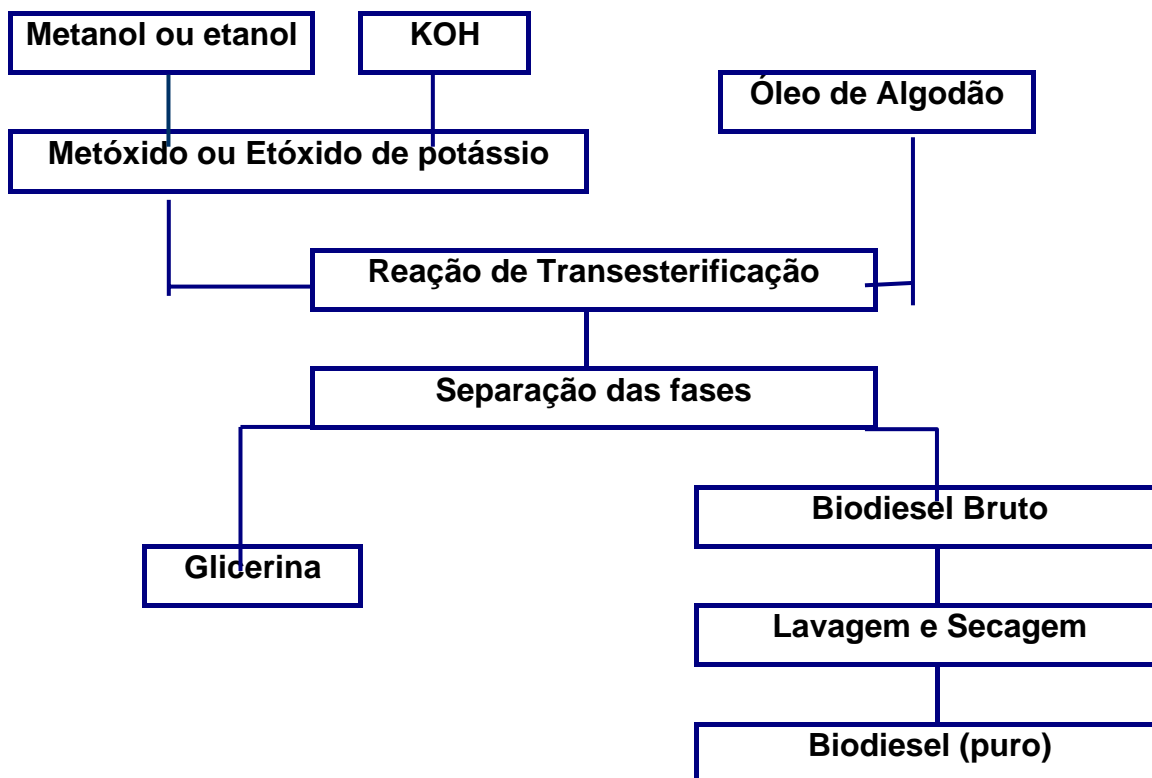 Metanol ou etanol
KOH
Óleo de Algodão
Metóxido ou Etóxido de potássio
Reação de Transesterificação
Separação das fases
Biodiesel Bruto
Glicerina
Lavagem e Secagem
Biodiesel (puro)